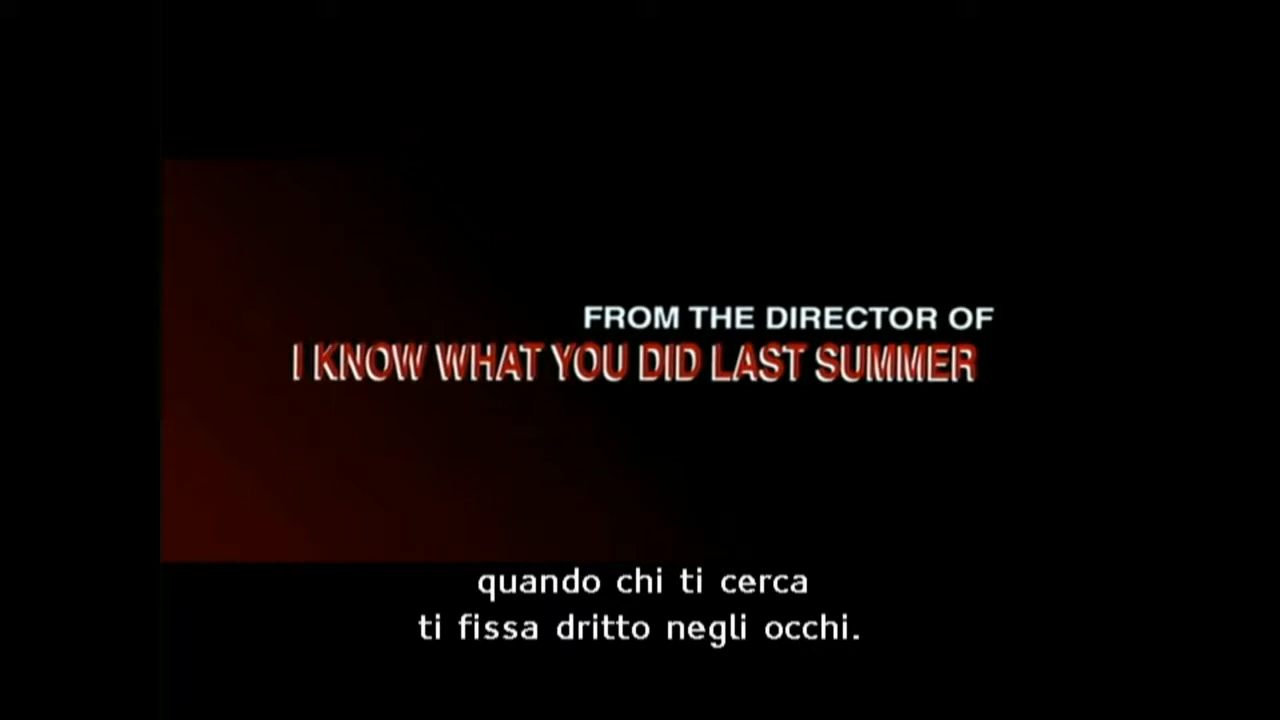 FROM THE DIRECTOR OF
I KNOW WHAT YOU DID LAST SUMMER
quando chi ti cerca
ti fissa dritto negli occhi.